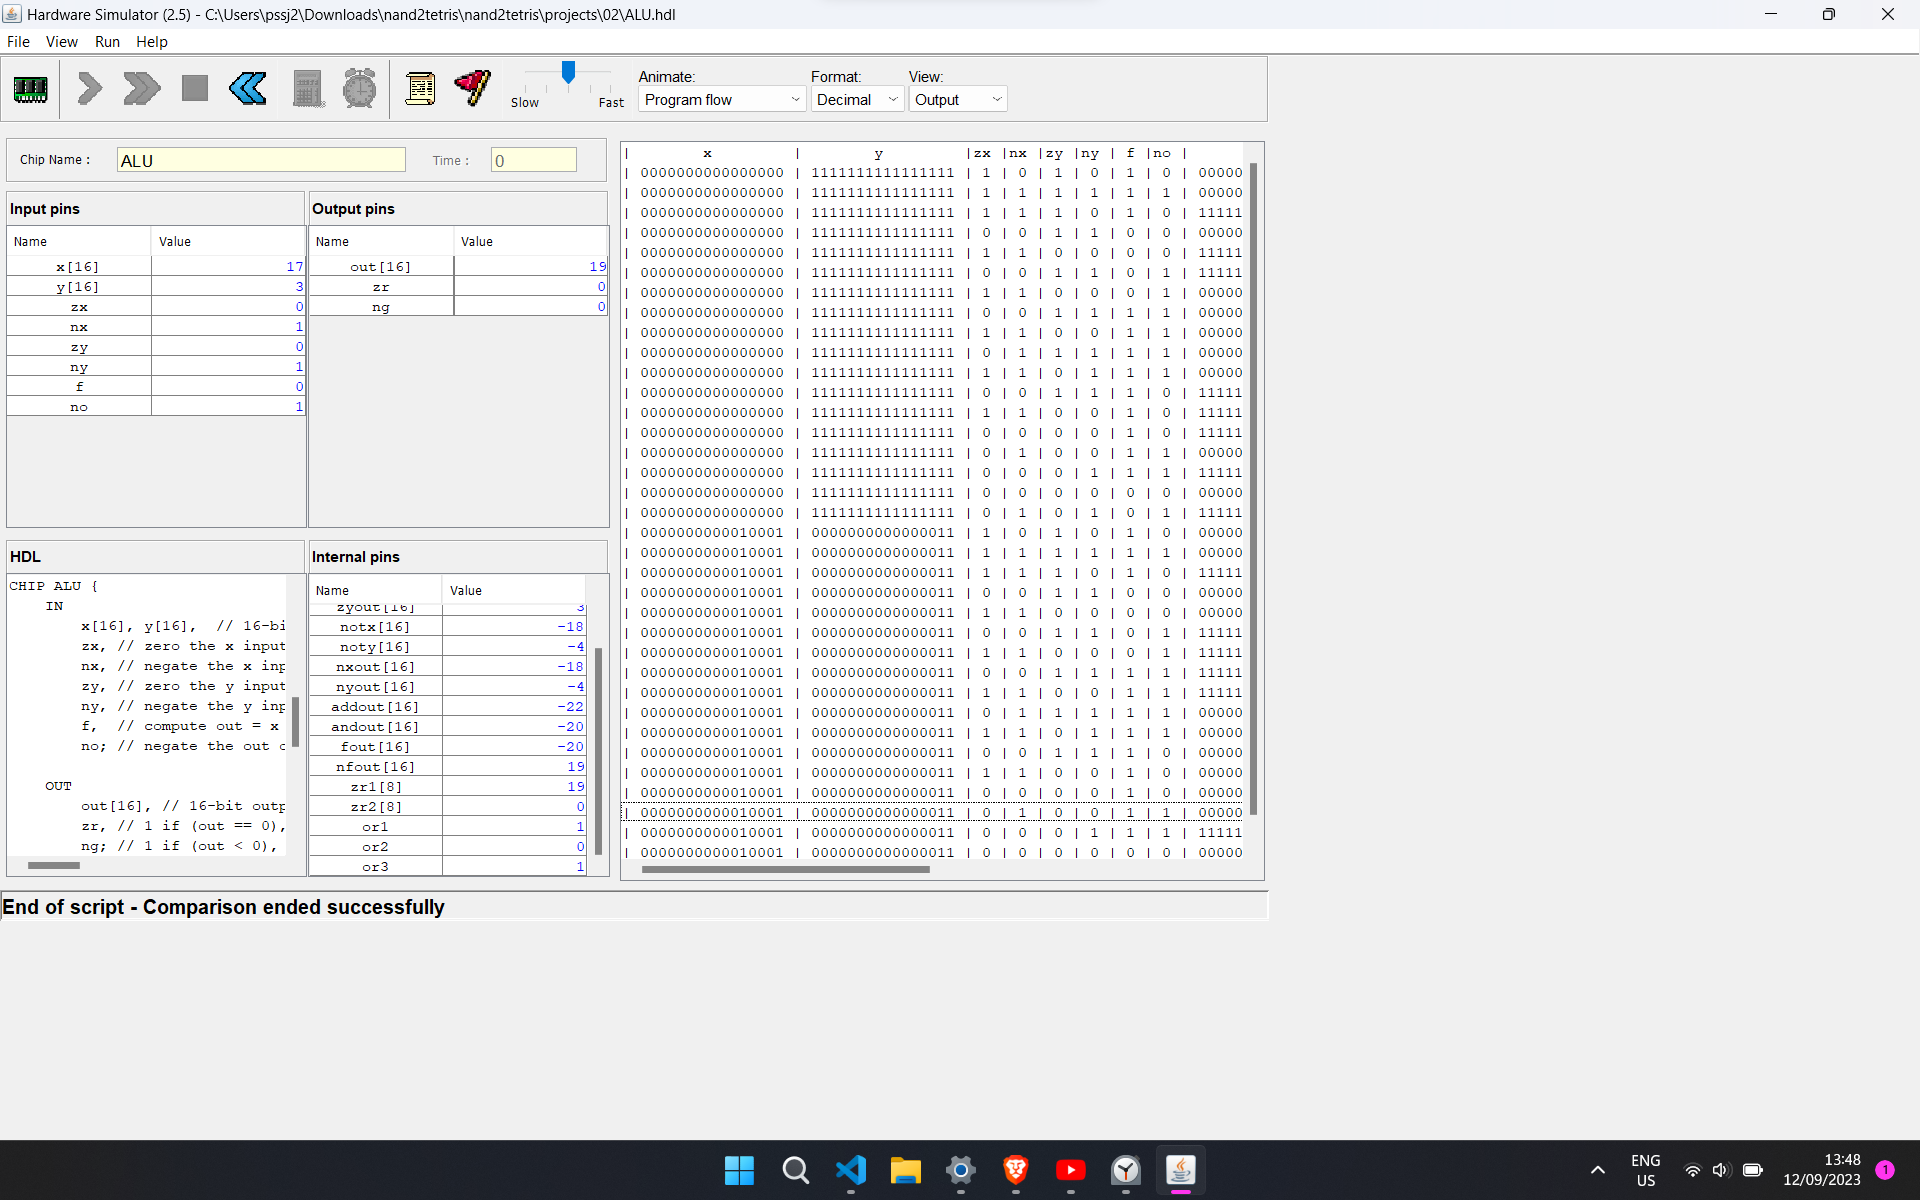 Hardware Simulator (2.5) - C:\Users\pssj2\Downloads\nand2tetris\nand2tetris\projects\02\ALU.hdl
File View Run Help
Animate: Format: View:
Slow Fast Program flow Decimal Output
Chip Name : ALU Time : 0
Input pins
Name Value
x[16] 17
y[16] 3
zx 0
nx 1
zy 0
ny 1
f 0
no 1
Output pins
Name Value
out[16] 19
zr 0
ng 0
HDL
CHIP ALU {
IN
x[16], y[16], // 16-bi
zx, // zero the x input
nx, // negate the x inp
zy, // zero the y input
ny, // negate the y inp
f, // compute out = x
no; // negate the out o
OUT
out[16], // 16-bit outp
zr, // 1 if (out == 0),
ng; // 1 if (out < 0),
Internal pins
Name Value
zyout[16] 3
notx[16] -18
noty[16] -4
nxout[16] -18
nyout[16] -4
addout[16] -22
andout[16] -20
fout[16] -20
nfout[16] 19
zr1[8] 19
zr2[8] 0
or1 1
or2 0
or3 1
| x | y |zx |nx |zy |ny | f |no |
| 0000000000000000 | 1111111111111111 | 1 | 0 | 1 | 0 | 1 | 0 | 00000
| 0000000000000000 | 1111111111111111 | 1 | 1 | 1 | 1 | 1 | 1 | 00000
| 0000000000000000 | 1111111111111111 | 1 | 1 | 1 | 0 | 1 | 0 | 11111
| 0000000000000000 | 1111111111111111 | 0 | 0 | 1 | 1 | 0 | 0 | 00000
| 0000000000000000 | 1111111111111111 | 1 | 1 | 0 | 0 | 0 | 0 | 11111
| 0000000000000000 | 1111111111111111 | 0 | 0 | 1 | 1 | 0 | 1 | 11111
| 0000000000000000 | 1111111111111111 | 1 | 1 | 0 | 0 | 0 | 1 | 00000
| 0000000000000000 | 1111111111111111 | 0 | 0 | 1 | 1 | 1 | 1 | 00000
| 0000000000000000 | 1111111111111111 | 1 | 1 | 0 | 0 | 1 | 1 | 00000
| 0000000000000000 | 1111111111111111 | 0 | 1 | 1 | 1 | 1 | 1 | 00000
| 0000000000000000 | 1111111111111111 | 1 | 1 | 0 | 1 | 1 | 1 | 00000
| 0000000000000000 | 1111111111111111 | 0 | 0 | 1 | 1 | 1 | 0 | 11111
| 0000000000000000 | 1111111111111111 | 1 | 1 | 0 | 0 | 1 | 0 | 11111
| 0000000000000000 | 1111111111111111 | 0 | 0 | 0 | 0 | 1 | 0 | 11111
| 0000000000000000 | 1111111111111111 | 0 | 1 | 0 | 0 | 1 | 1 | 00000
| 0000000000000000 | 1111111111111111 | 0 | 0 | 0 | 1 | 1 | 1 | 11111
| 0000000000000000 | 1111111111111111 | 0 | 0 | 0 | 0 | 0 | 0 | 00000
| 0000000000000000 | 1111111111111111 | 0 | 1 | 0 | 1 | 0 | 1 | 11111
| 0000000000010001 | 0000000000000011 | 1 | 0 | 1 | 0 | 1 | 0 | 00000
| 0000000000010001 | 0000000000000011 | 1 | 1 | 1 | 1 | 1 | 1 | 00000
| 0000000000010001 | 0000000000000011 | 1 | 1 | 1 | 0 | 1 | 0 | 11111
| 0000000000010001 | 0000000000000011 | 0 | 0 | 1 | 1 | 0 | 0 | 00000
| 0000000000010001 | 0000000000000011 | 1 | 1 | 0 | 0 | 0 | 0 | 00000
| 0000000000010001 | 0000000000000011 | 0 | 0 | 1 | 1 | 0 | 1 | 11111
| 0000000000010001 | 0000000000000011 | 1 | 1 | 0 | 0 | 0 | 1 | 11111
| 0000000000010001 | 0000000000000011 | 0 | 0 | 1 | 1 | 1 | 1 | 11111
| 0000000000010001 | 0000000000000011 | 1 | 1 | 0 | 0 | 1 | 1 | 11111
| 0000000000010001 | 0000000000000011 | 0 | 1 | 1 | 1 | 1 | 1 | 00000
| 0000000000010001 | 0000000000000011 | 1 | 1 | 0 | 1 | 1 | 1 | 00000
| 0000000000010001 | 0000000000000011 | 0 | 0 | 1 | 1 | 1 | 0 | 00000
| 0000000000010001 | 0000000000000011 | 1 | 1 | 0 | 0 | 1 | 0 | 00000
| 0000000000010001 | 0000000000000011 | 0 | 0 | 0 | 0 | 1 | 0 | 00000
| 0000000000010001 | 0000000000000011 | 0 | 1 | 0 | 0 | 1 | 1 | 00000
| 0000000000010001 | 0000000000000011 | 0 | 0 | 0 | 1 | 1 | 1 | 11111
| 0000000000010001 | 0000000000000011 | 0 | 0 | 0 | 0 | 0 | 0 | 00000
End of script - Comparison ended successfully
ENG
US
13:48
12/09/2023
1